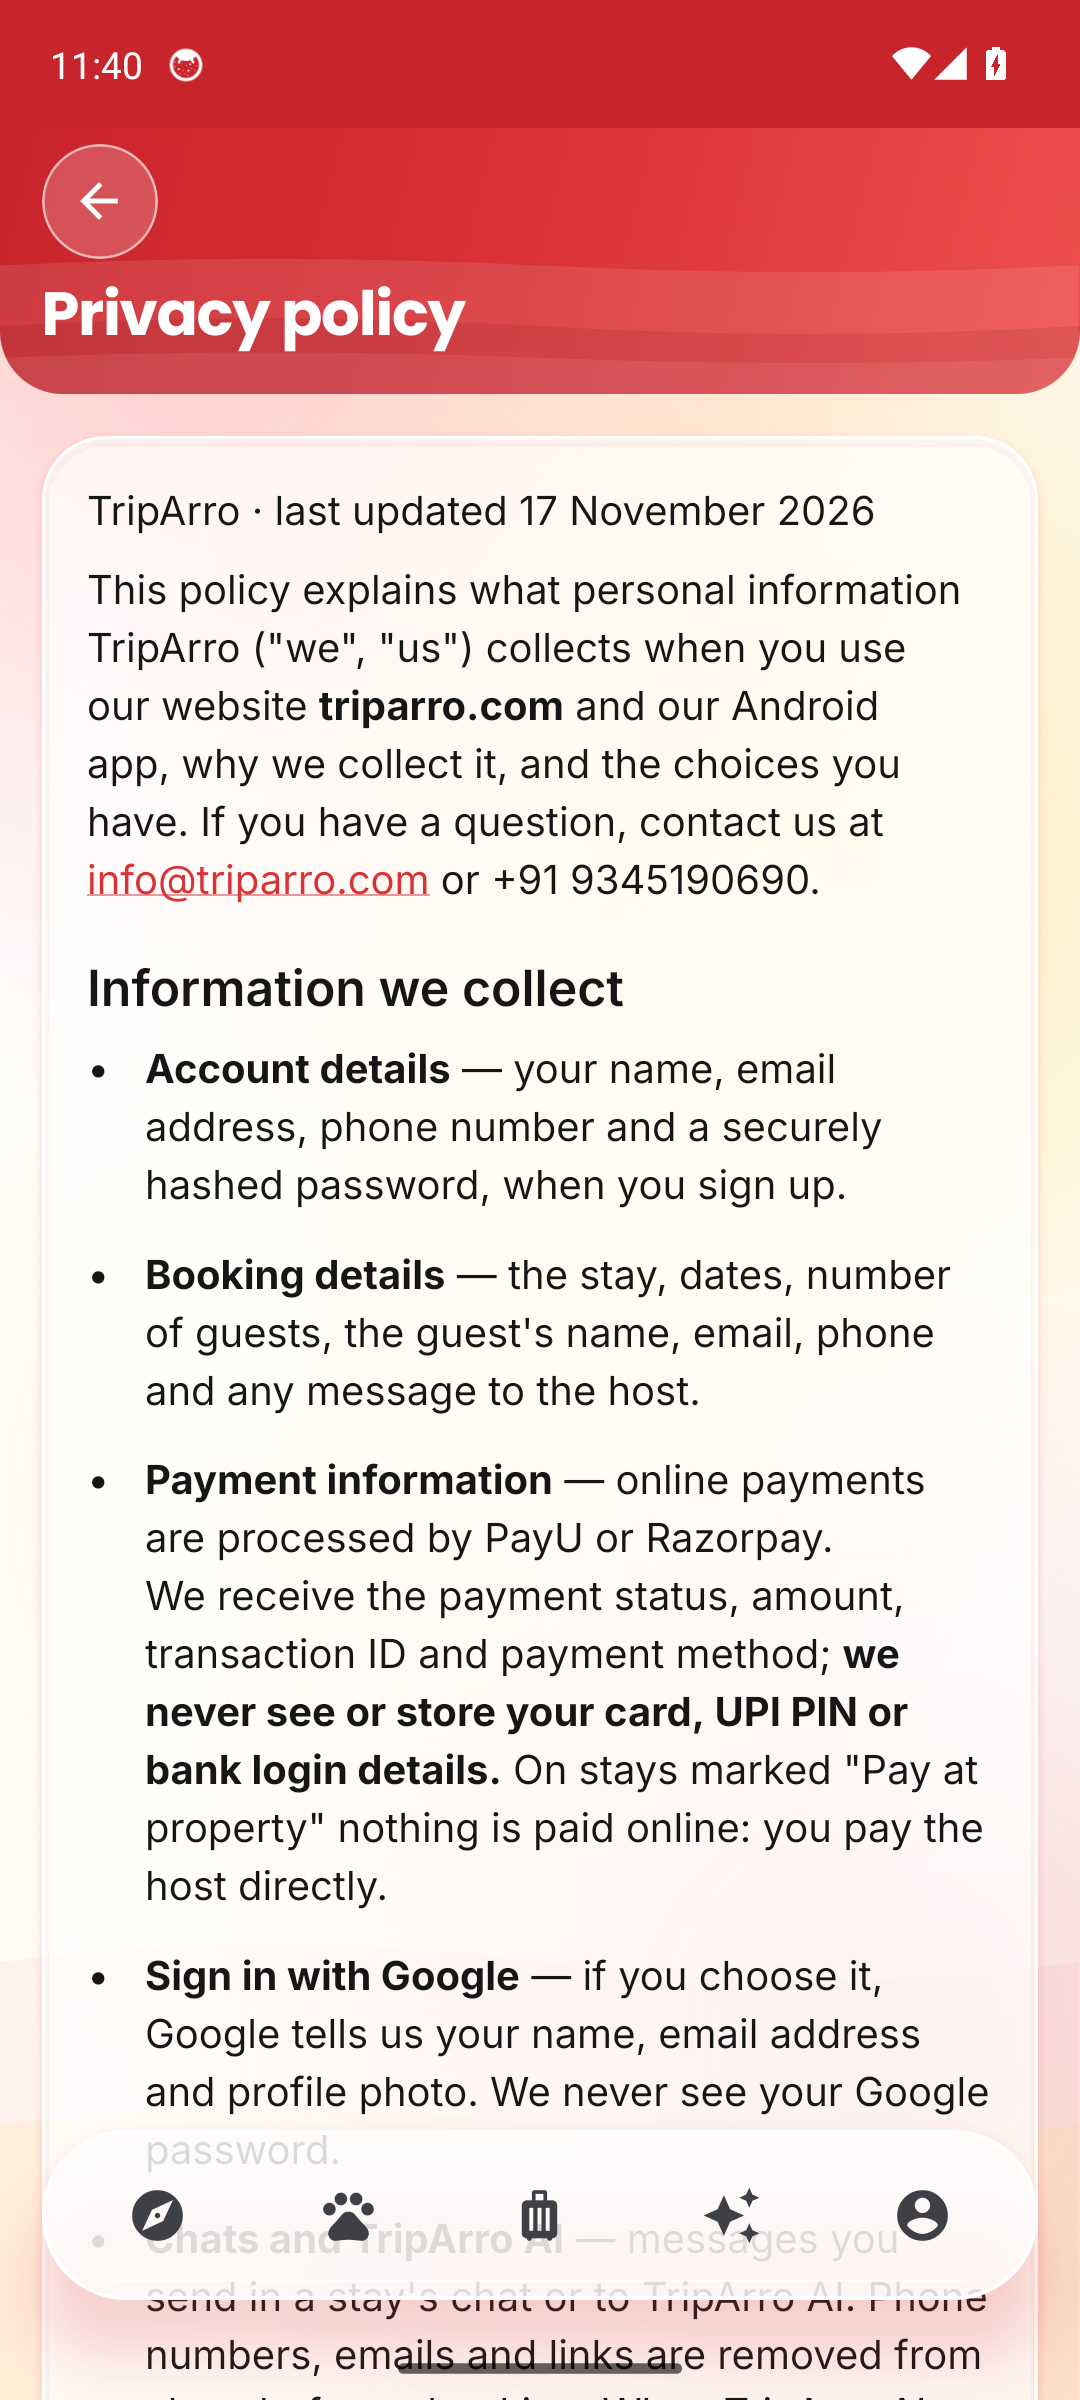 11:40
Privacy policy
TripArro · last updated 17 November 2026
This policy explains what personal information
TripArro ("we", "us") collects when you use
our website triparro.com and our Android
app, why we collect it, and the choices you
have. If you have a question, contact us at
info@triparro.com or +91 9345190690.
Information we collect
• Account details — your name, email
address, phone number and a securely
hashed password, when you sign up.
• Booking details — the stay, dates, number
of guests, the guest's name, email, phone
and any message to the host.
• Payment information — online payments
are processed by PayU or Razorpay.
We receive the payment status, amount,
transaction ID and payment method; we
never see or store your card, UPI PIN or
bank login details. On stays marked "Pay at
property" nothing is paid online: you pay the
host directly.
• Sign in with Google — if you choose it,
Google tells us your name, email address
and profile photo. We never see your Google
password.
• Chats and TripArro AI — messages you
send in a stay's chat or to TripArro AI. Phone
numbers, emails and links are removed from